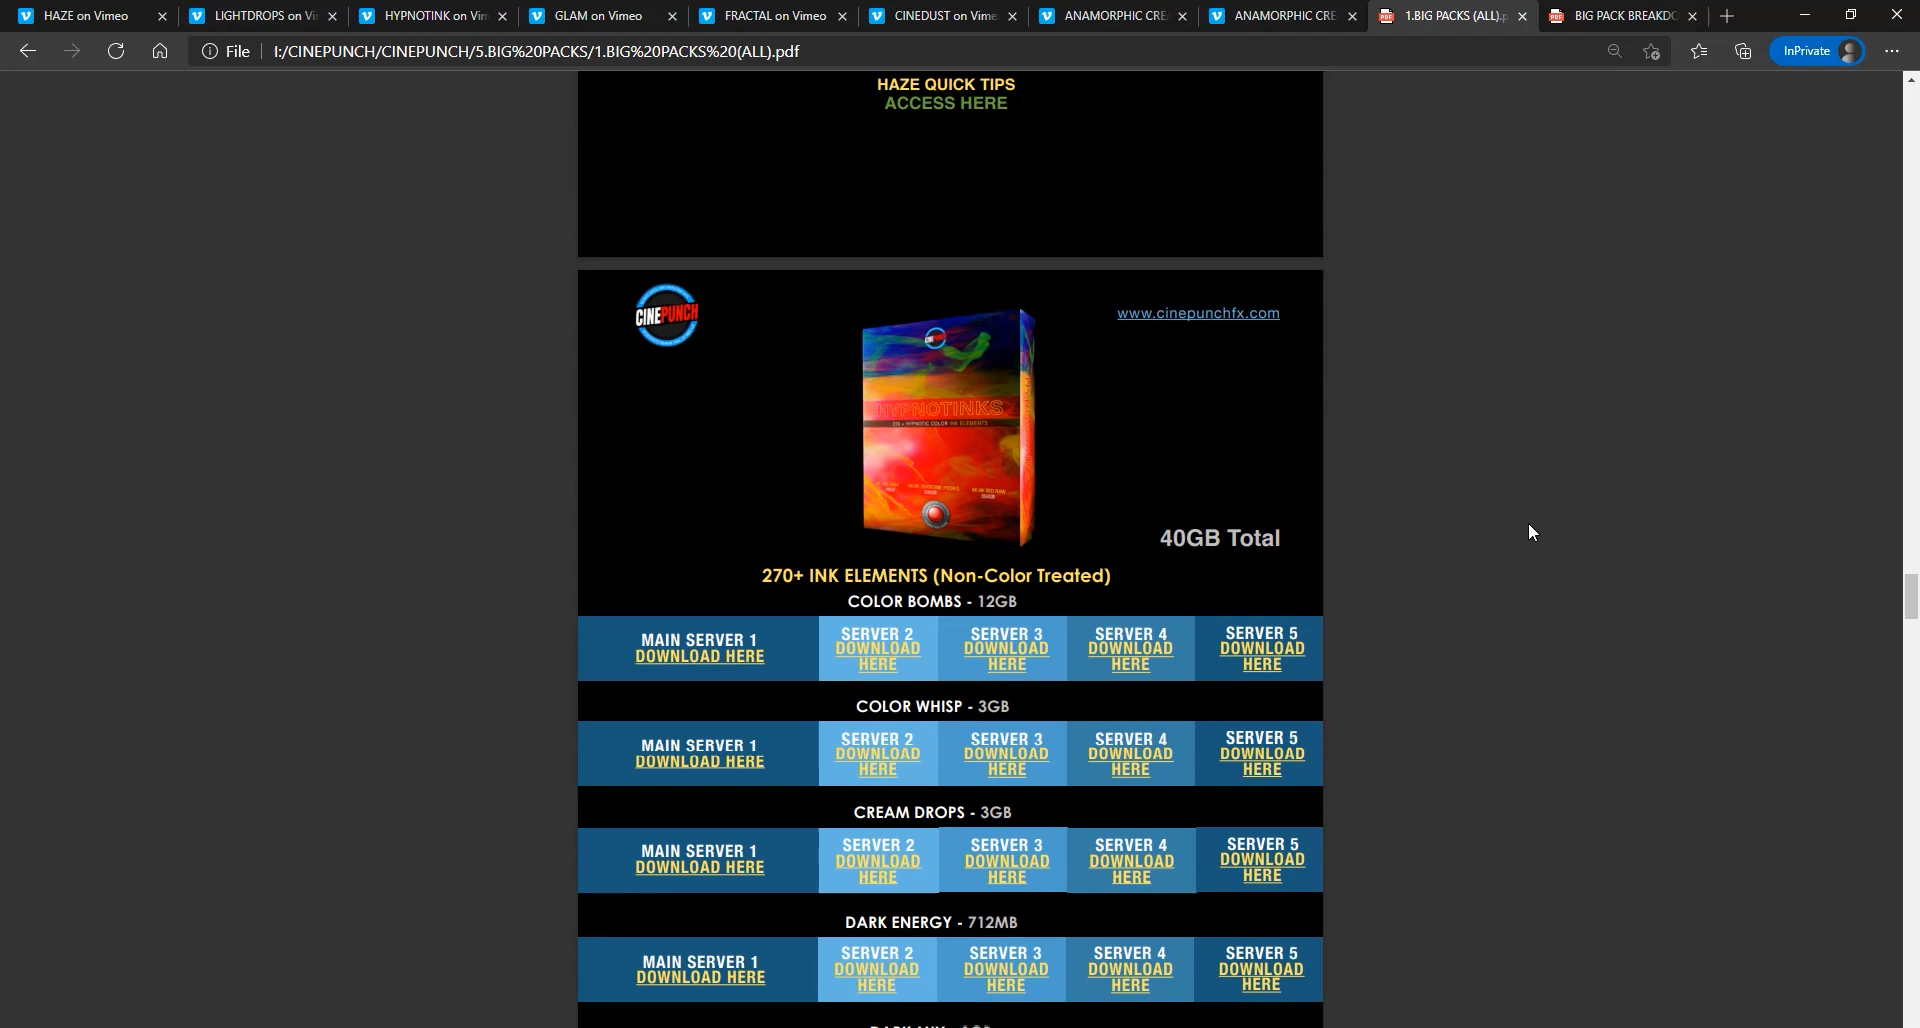 HAZE on Vimeo
LIGHTDROPS on Vi
HYPNOTINK on Vim
GLAM on Vimeo
FRACTAL on Vimeo
CINEDUST on Vime
ANAMORPHIC CRE
ANAMORPHIC CRE
1.BIG PACKS (ALL).p
BIG PACK BREAKDO
File
I:/CINEPUNCH/CINEPUNCH/5.BIG%20PACKS/1.BIG%20PACKS%20(ALL).pdf
InPrivate
HAZE QUICK TIPS
ACCESS HERE
CINEPUNCH
www.cinepunchfx.com
HYPNOTINKS
270 + HYPNOTIC COLOR INK ELEMENTS
40GB Total
270+ INK ELEMENTS (Non-Color Treated)
COLOR BOMBS - 12GB
MAIN SERVER 1
DOWNLOAD HERE
SERVER 2
DOWNLOAD
HERE
SERVER 3
DOWNLOAD
HERE
SERVER 4
DOWNLOAD
HERE
SERVER 5
DOWNLOAD
HERE
COLOR WHISP - 3GB
MAIN SERVER 1
DOWNLOAD HERE
SERVER 2
DOWNLOAD
HERE
SERVER 3
DOWNLOAD
HERE
SERVER 4
DOWNLOAD
HERE
SERVER 5
DOWNLOAD
HERE
CREAM DROPS - 3GB
MAIN SERVER 1
DOWNLOAD HERE
SERVER 2
DOWNLOAD
HERE
SERVER 3
DOWNLOAD
HERE
SERVER 4
DOWNLOAD
HERE
SERVER 5
DOWNLOAD
HERE
DARK ENERGY - 712MB
MAIN SERVER 1
DOWNLOAD HERE
SERVER 2
DOWNLOAD
HERE
SERVER 3
DOWNLOAD
HERE
SERVER 4
DOWNLOAD
HERE
SERVER 5
DOWNLOAD
HERE